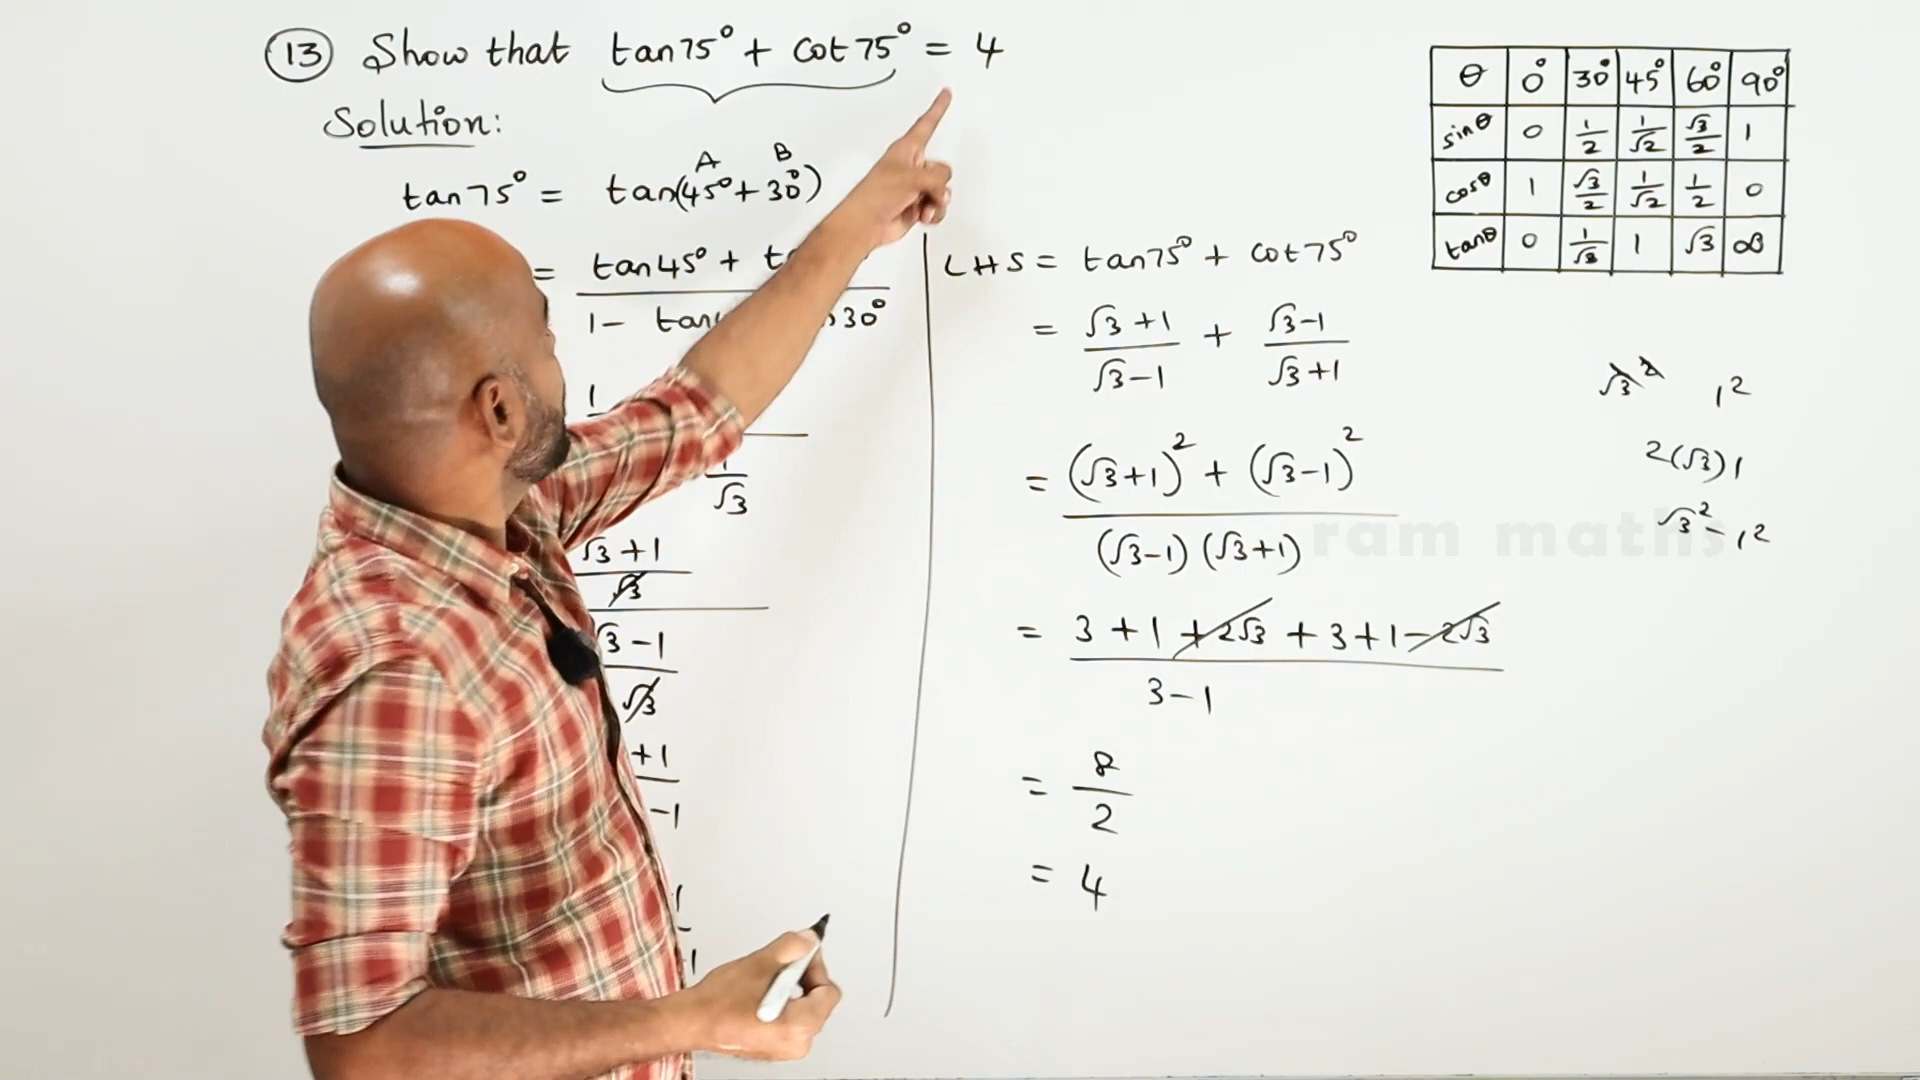 13 Show that tan75° + cot75° = 4
Solution:
tan75° = tan(45°+30°)
A B
= tan45° +
1 - tan 30°
1
√3
√3 +1
√3
√3 -1
√3
+1
-1
LHS = tan75° + cot75°
= √3+1 / √3-1 + √3-1 / √3+1
= (√3+1)² + (√3-1)²
(√3-1) (√3+1)
= 3 +1 +2√3 + 3+1-2√3
3-1
= 8
2
= 4
θ 0° 30° 45° 60° 90°
sinθ 0 1/2 1/√2 √3/2 1
cosθ 1 √3/2 1/√2 1/2 0
tanθ 0 1/√3 1 √3 ∞
√3² 1²
2(√3)1
√3² - 1²
ram maths